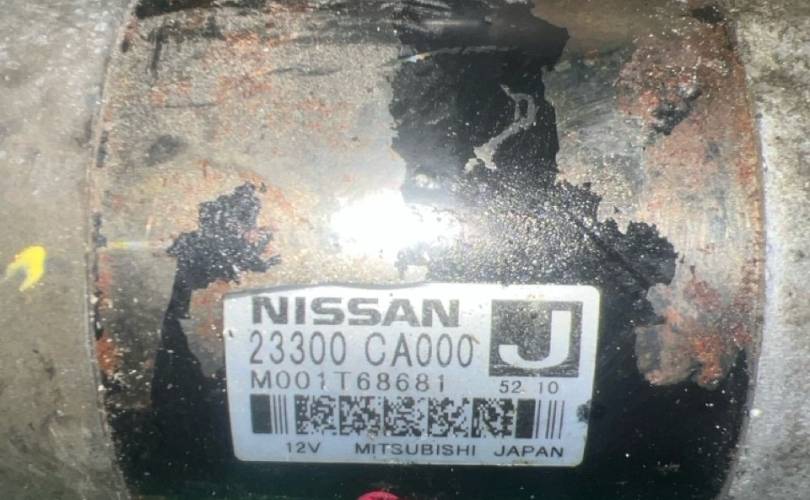 NISSAN J
23300 CA000
M001T68681 52 10
12V MITSUBISHI JAPAN